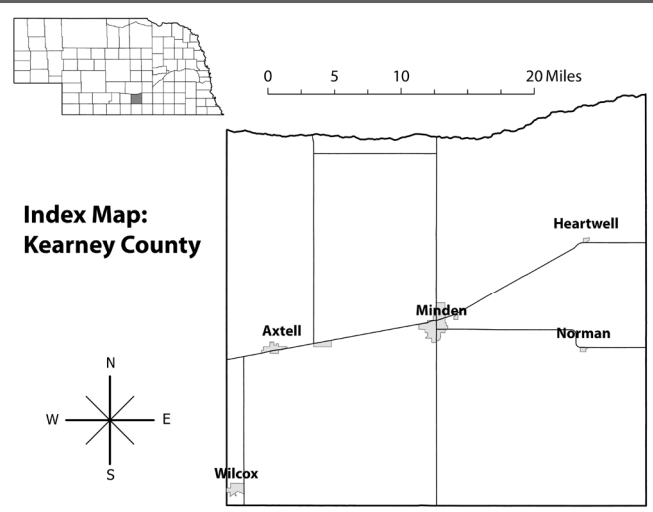 0 5 10 20 Miles
Index Map:
Kearney County
Heartwell
Minden
Axtell
Norman
N
W E
S
Wilcox